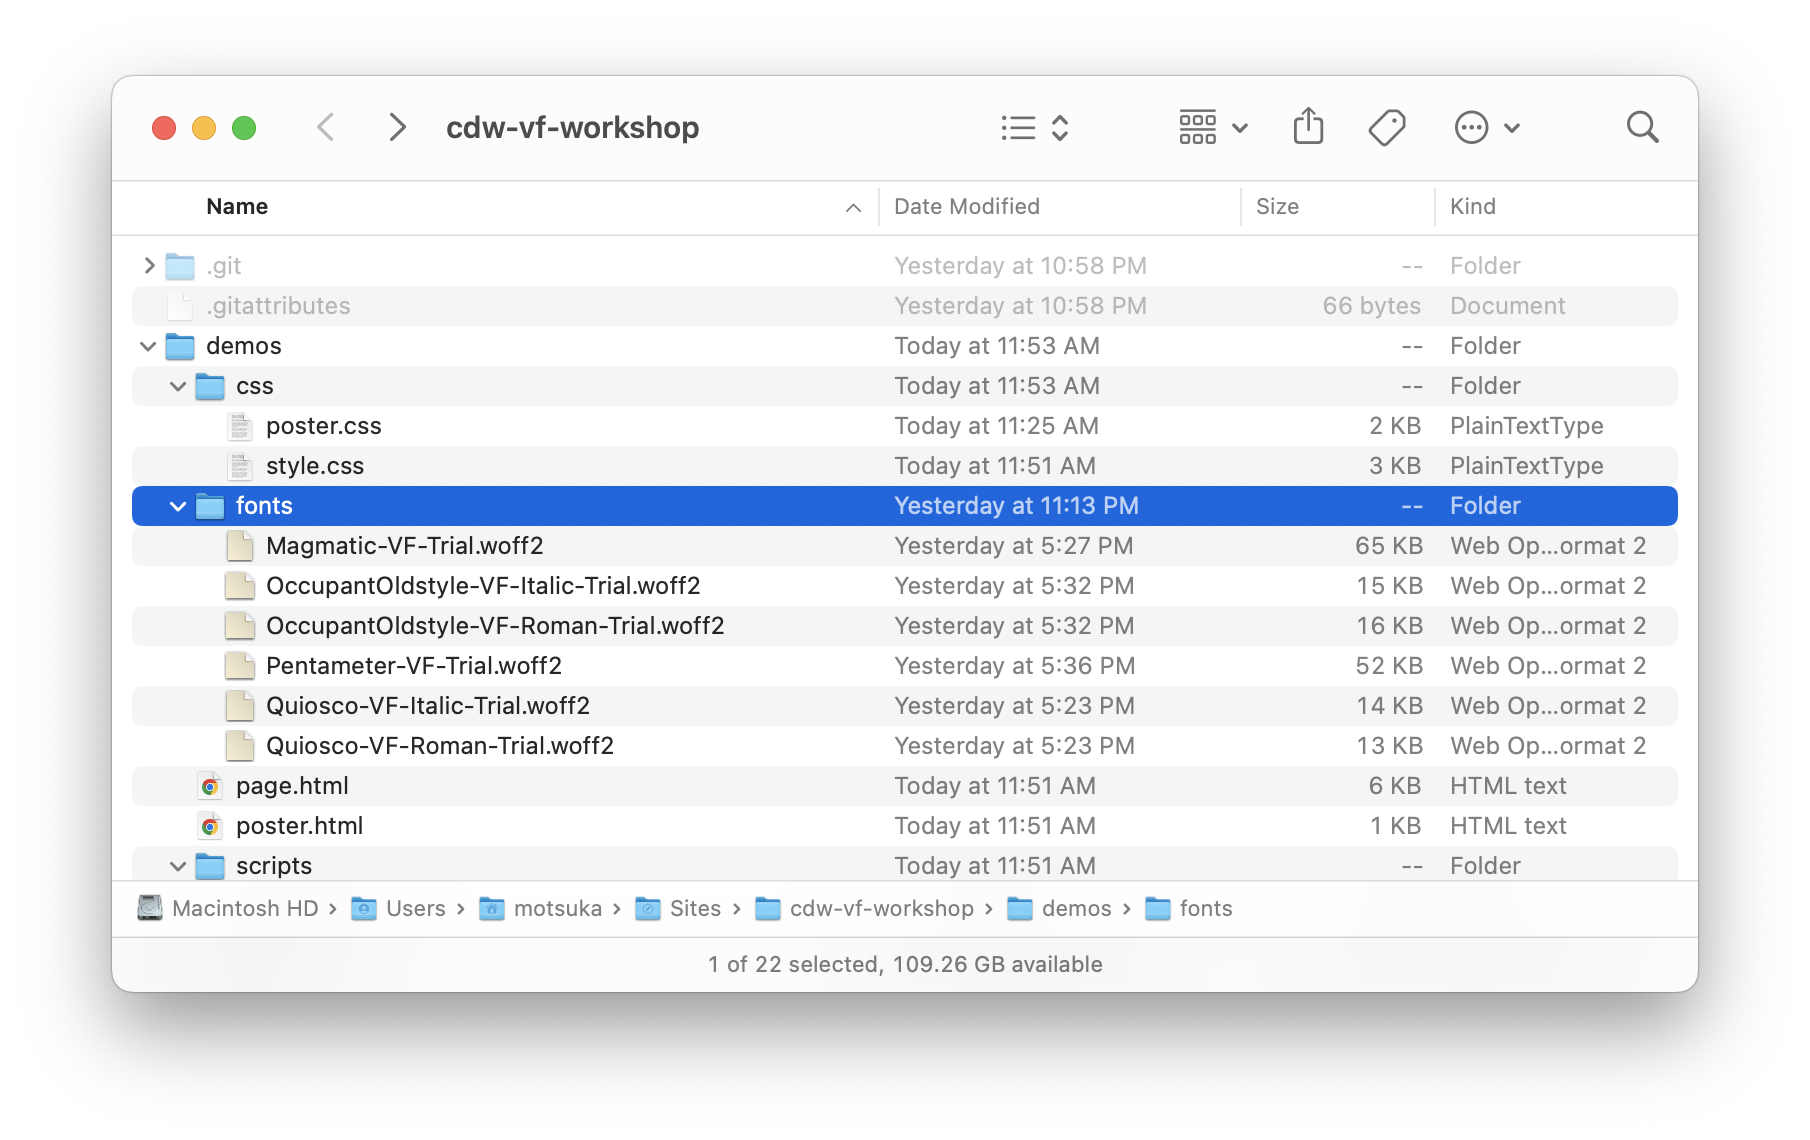 cdw-vf-workshop
Name Date Modified Size Kind
.git Yesterday at 10:58 PM -- Folder
.gitattributes Yesterday at 10:58 PM 66 bytes Document
demos Today at 11:53 AM -- Folder
css Today at 11:53 AM -- Folder
poster.css Today at 11:25 AM 2 KB PlainTextType
style.css Today at 11:51 AM 3 KB PlainTextType
fonts Yesterday at 11:13 PM -- Folder
Magmatic-VF-Trial.woff2 Yesterday at 5:27 PM 65 KB Web Op...ormat 2
OccupantOldstyle-VF-Italic-Trial.woff2 Yesterday at 5:32 PM 15 KB Web Op...ormat 2
OccupantOldstyle-VF-Roman-Trial.woff2 Yesterday at 5:32 PM 16 KB Web Op...ormat 2
Pentameter-VF-Trial.woff2 Yesterday at 5:36 PM 52 KB Web Op...ormat 2
Quiosco-VF-Italic-Trial.woff2 Yesterday at 5:23 PM 14 KB Web Op...ormat 2
Quiosco-VF-Roman-Trial.woff2 Yesterday at 5:23 PM 13 KB Web Op...ormat 2
page.html Today at 11:51 AM 6 KB HTML text
poster.html Today at 11:51 AM 1 KB HTML text
scripts Today at 11:51 AM -- Folder
Macintosh HD › Users › motsuka › Sites › cdw-vf-workshop › demos › fonts
1 of 22 selected, 109.26 GB available